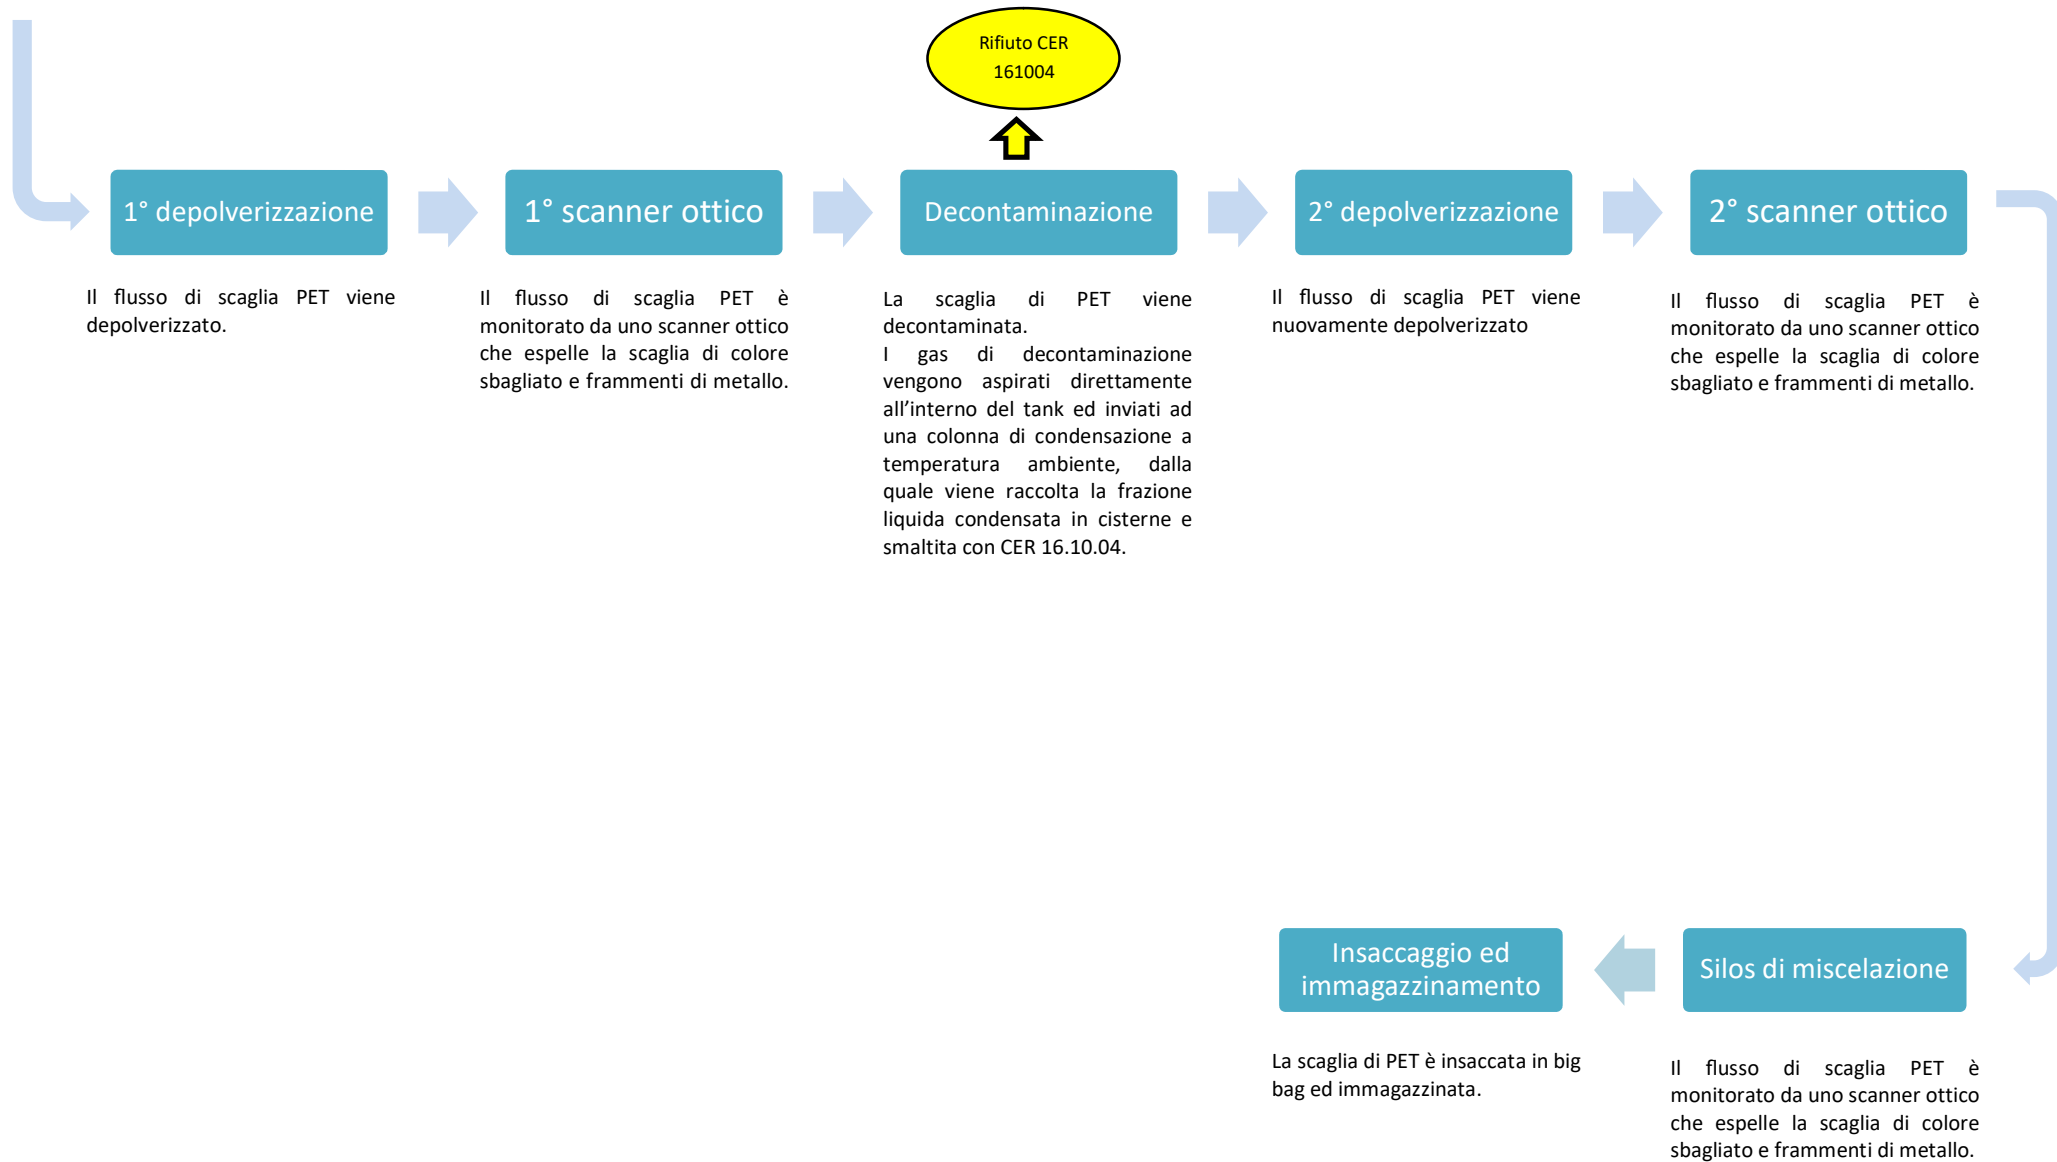 Rifiuto CER
161004
1° depolverizzazione
1° scanner ottico
Decontaminazione
2° depolverizzazione
2° scanner ottico
Il flusso di scaglia PET viene
depolverizzato.
Il flusso di scaglia PET è
monitorato da uno scanner ottico
che espelle la scaglia di colore
sbagliato e frammenti di metallo.
La scaglia di PET viene
decontaminata.
I gas di decontaminazione
vengono aspirati direttamente
all’interno del tank ed inviati ad
una colonna di condensazione a
temperatura ambiente, dalla
quale viene raccolta la frazione
liquida condensata in cisterne e
smaltita con CER 16.10.04.
Il flusso di scaglia PET viene
nuovamente depolverizzato
Il flusso di scaglia PET è
monitorato da uno scanner ottico
che espelle la scaglia di colore
sbagliato e frammenti di metallo.
Insaccaggio ed
immagazzinamento
Silos di miscelazione
La scaglia di PET è insaccata in big
bag ed immagazzinata.
Il flusso di scaglia PET è
monitorato da uno scanner ottico
che espelle la scaglia di colore
sbagliato e frammenti di metallo.